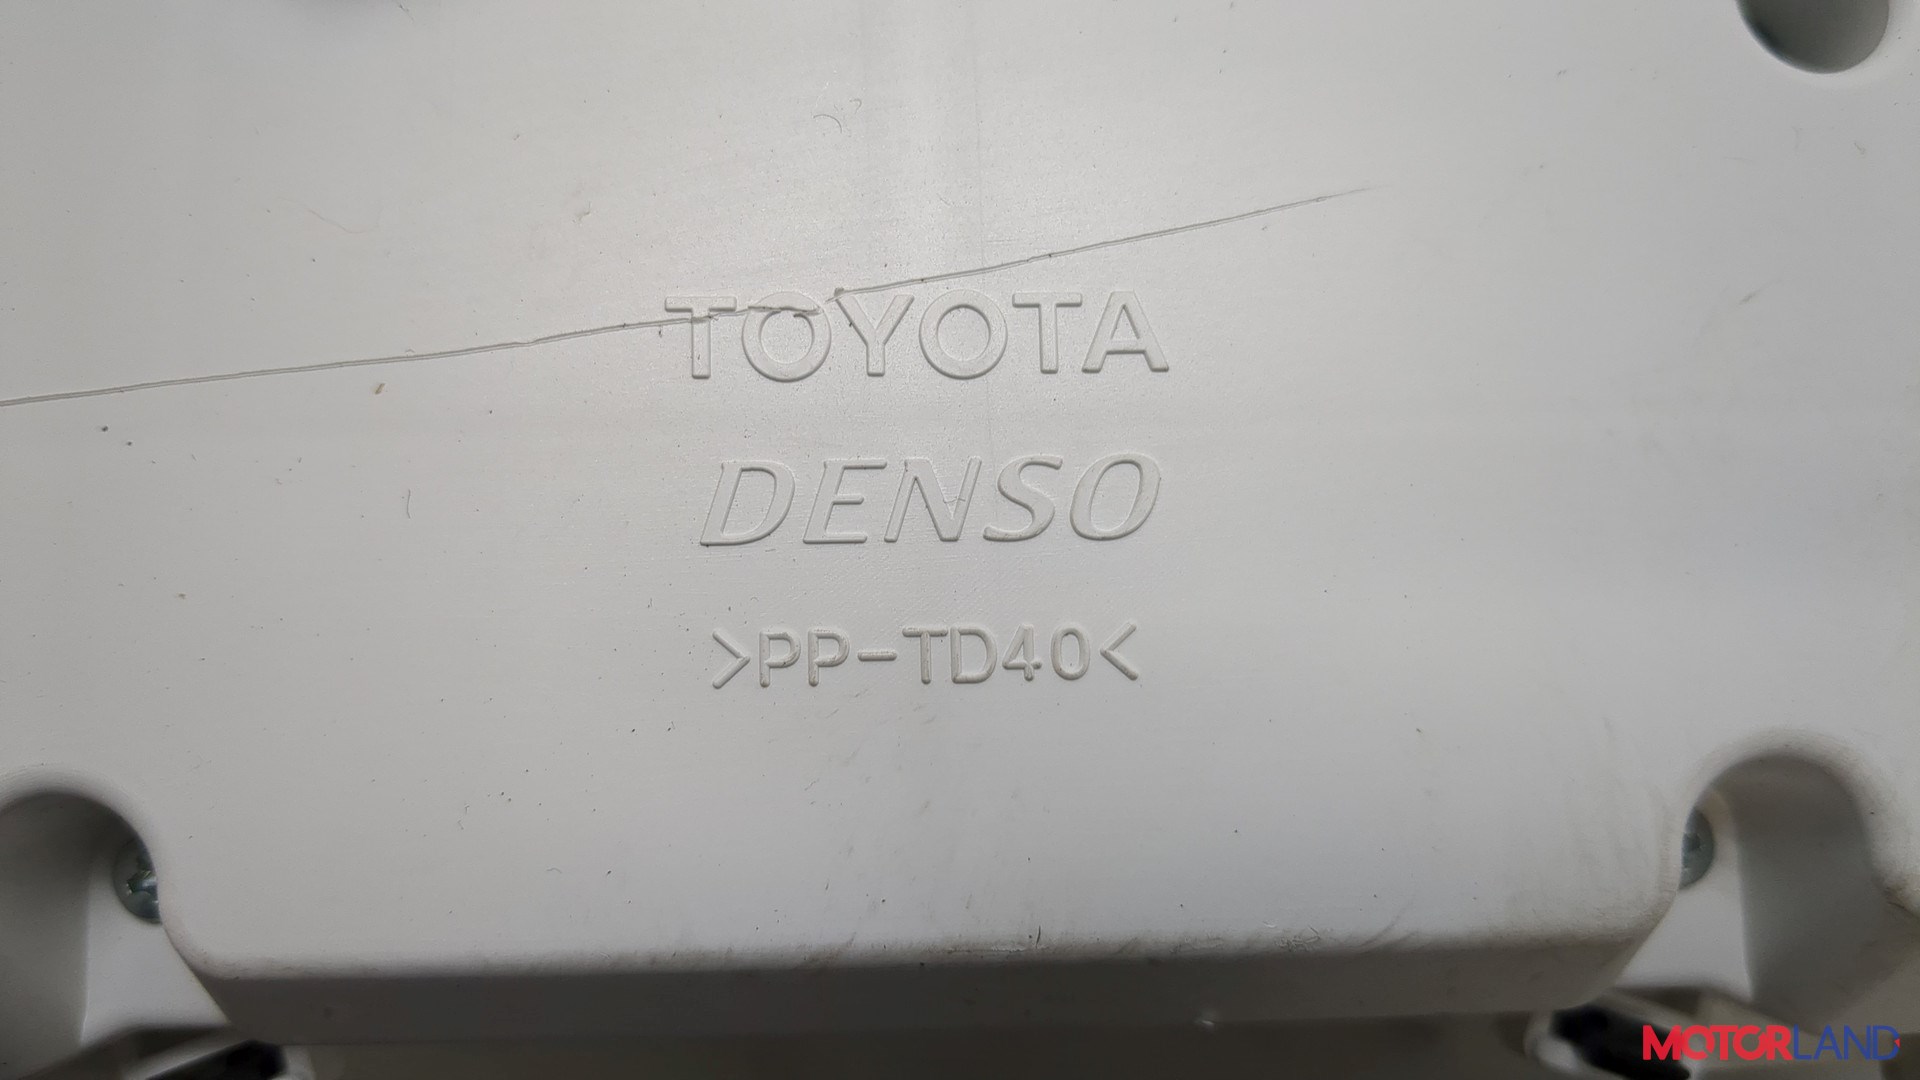 TOYOTA
DENSO
>PP-TD40<
MOTORLAND